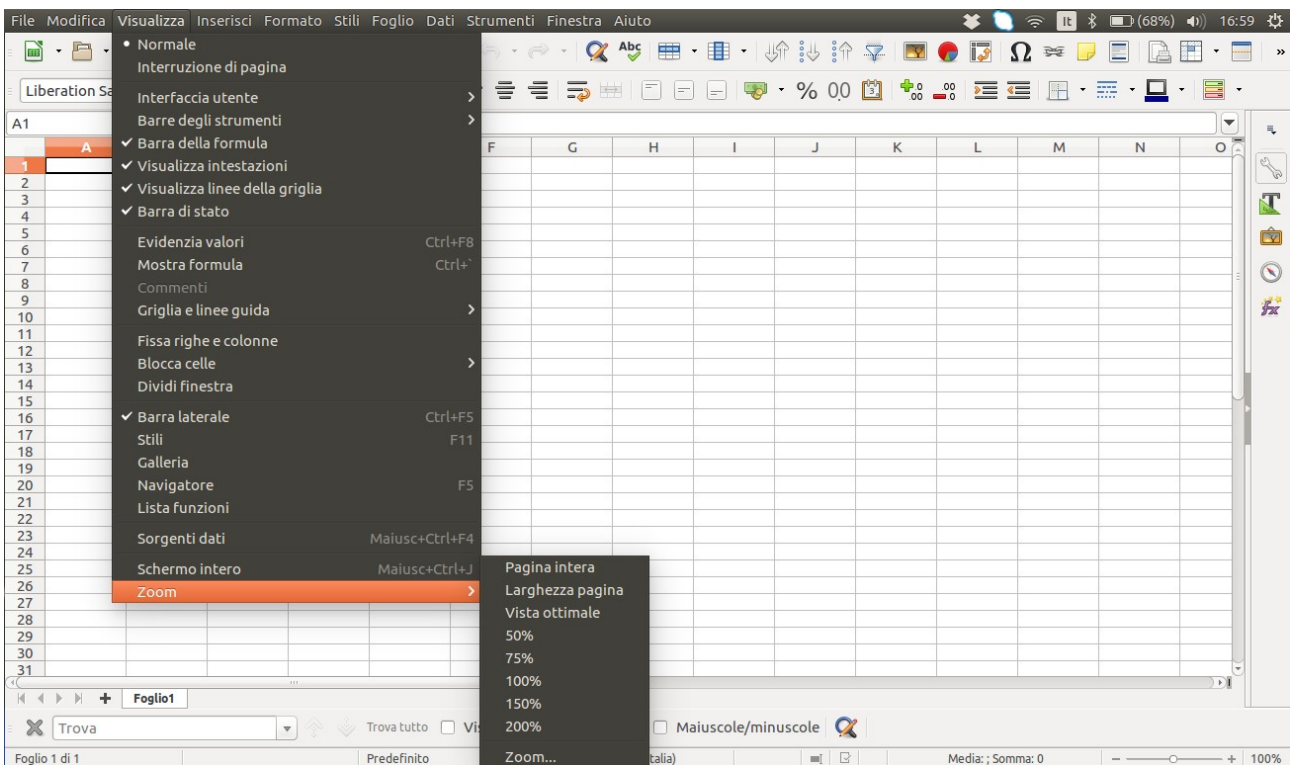 File Modifica Visualizza Inserisci Formato Stili Foglio Dati Strumenti Finestra Aiuto It (68%) 16:59
Normale
Interruzione di pagina
Interfaccia utente
Barre degli strumenti
Barra della formula
Visualizza intestazioni
Visualizza linee della griglia
Barra di stato
Evidenzia valori Ctrl+F8
Mostra formula Ctrl+`
Commenti
Griglia e linee guida
Fissa righe e colonne
Blocca celle
Dividi finestra
Barra laterale Ctrl+F5
Stili F11
Galleria
Navigatore F5
Lista funzioni
Sorgenti dati Maiusc+Ctrl+F4
Schermo intero Maiusc+Ctrl+J
Zoom
Pagina intera
Larghezza pagina
Vista ottimale
50%
75%
100%
150%
200%
Zoom...
Abc Ω »
Liberation Sa % 0,0
A1
A F G H I J K L M N O
1
2
3
4
5
6
7
8
9
10
11
12
13
14
15
16
17
18
19
20
21
22
23
24
25
26
27
28
29
30
31
Foglio1
Trova Trova tutto Vi Maiuscole/minuscole
Foglio 1 di 1 Predefinito talia) Media: ; Somma: 0 100%